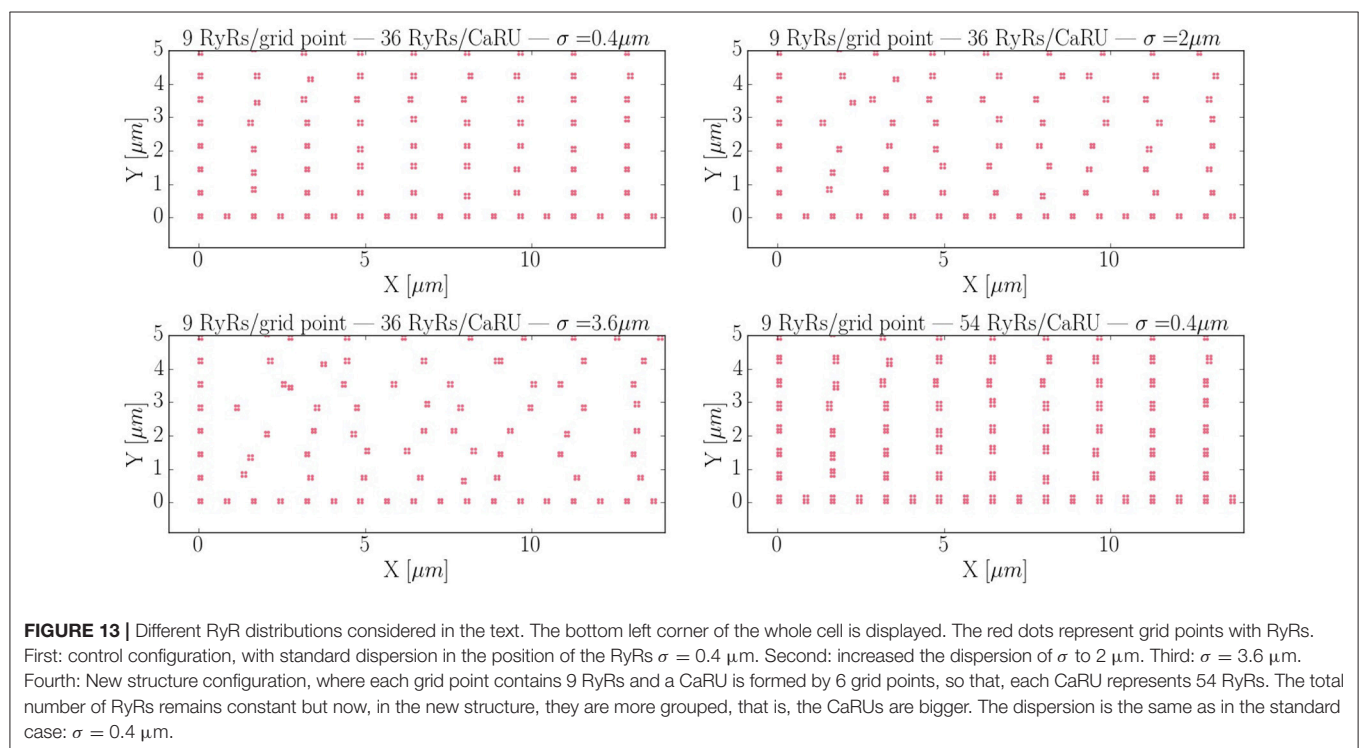 9 RyRs/grid point — 36 RyRs/CaRU — σ =0.4μm
5
4
3
2
1
0
Y [μm]
0 5 10
X [μm]
9 RyRs/grid point — 36 RyRs/CaRU — σ =2μm
5
4
3
2
1
0
Y [μm]
0 5 10
X [μm]
9 RyRs/grid point — 36 RyRs/CaRU — σ =3.6μm
5
4
3
2
1
0
Y [μm]
0 5 10
X [μm]
9 RyRs/grid point — 54 RyRs/CaRU — σ =0.4μm
5
4
3
2
1
0
Y [μm]
0 5 10
X [μm]
FIGURE 13 | Different RyR distributions considered in the text. The bottom left corner of the whole cell is displayed. The red dots represent grid points with RyRs.
First: control configuration, with standard dispersion in the position of the RyRs σ = 0.4 μm. Second: increased the dispersion of σ to 2 μm. Third: σ = 3.6 μm.
Fourth: New structure configuration, where each grid point contains 9 RyRs and a CaRU is formed by 6 grid points, so that, each CaRU represents 54 RyRs. The total
number of RyRs remains constant but now, in the new structure, they are more grouped, that is, the CaRUs are bigger. The dispersion is the same as in the standard
case: σ = 0.4 μm.